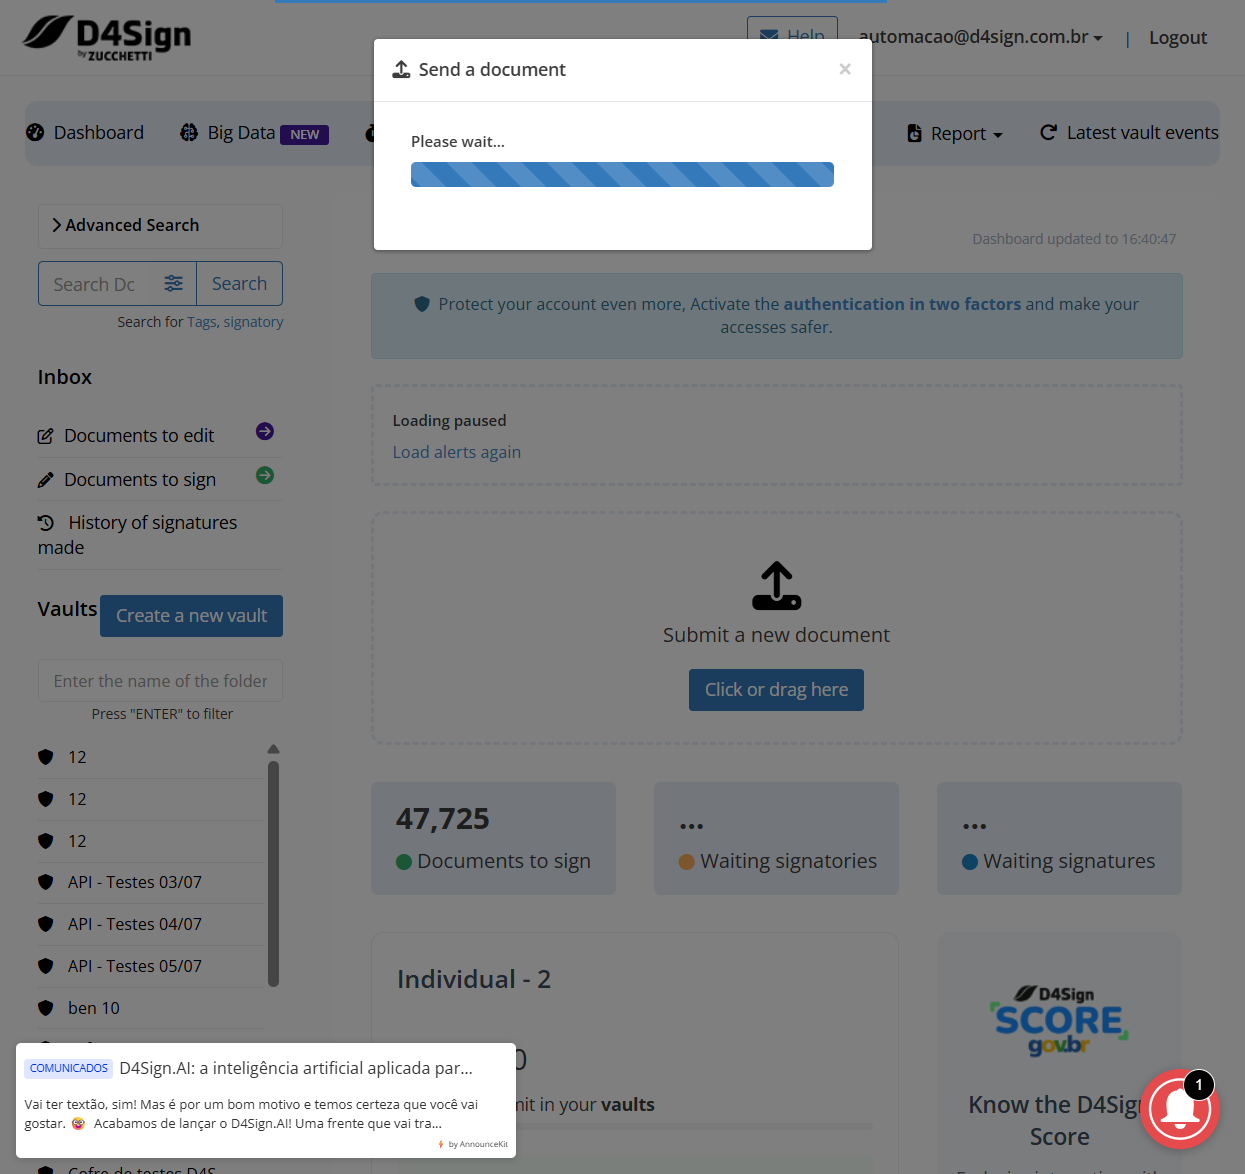 D4Sign
by ZUCCHETTI
Help
automacao@d4sign.com.br
|
Logout
Send a document
×
Please wait...
Dashboard
Big Data NEW
Report
Latest vault events
Advanced Search
Search Dc
Search
Search for Tags, signatory
Dashboard updated to 16:40:47
Protect your account even more, Activate the authentication in two factors and make your
accesses safer.
Inbox
Documents to edit
Documents to sign
History of signatures
made
Loading paused
Load alerts again
Vaults
Create a new vault
Enter the name of the folder
Press "ENTER" to filter
Submit a new document
Click or drag here
12
12
12
API - Testes 03/07
API - Testes 04/07
API - Testes 05/07
ben 10
47,725
Documents to sign
...
Waiting signatories
...
Waiting signatures
Individual - 2
0
mit in your vaults
D4Sign
SCORE
gov.br
Know the D4Sign
Score
1
COMUNICADOS D4Sign.AI: a inteligência artificial aplicada par...
Vai ter textão, sim! Mas é por um bom motivo e temos certeza que você vai
gostar. Acabamos de lançar o D4Sign.AI! Uma frente que vai tra...
by AnnounceKit
Cofre de testes D4S